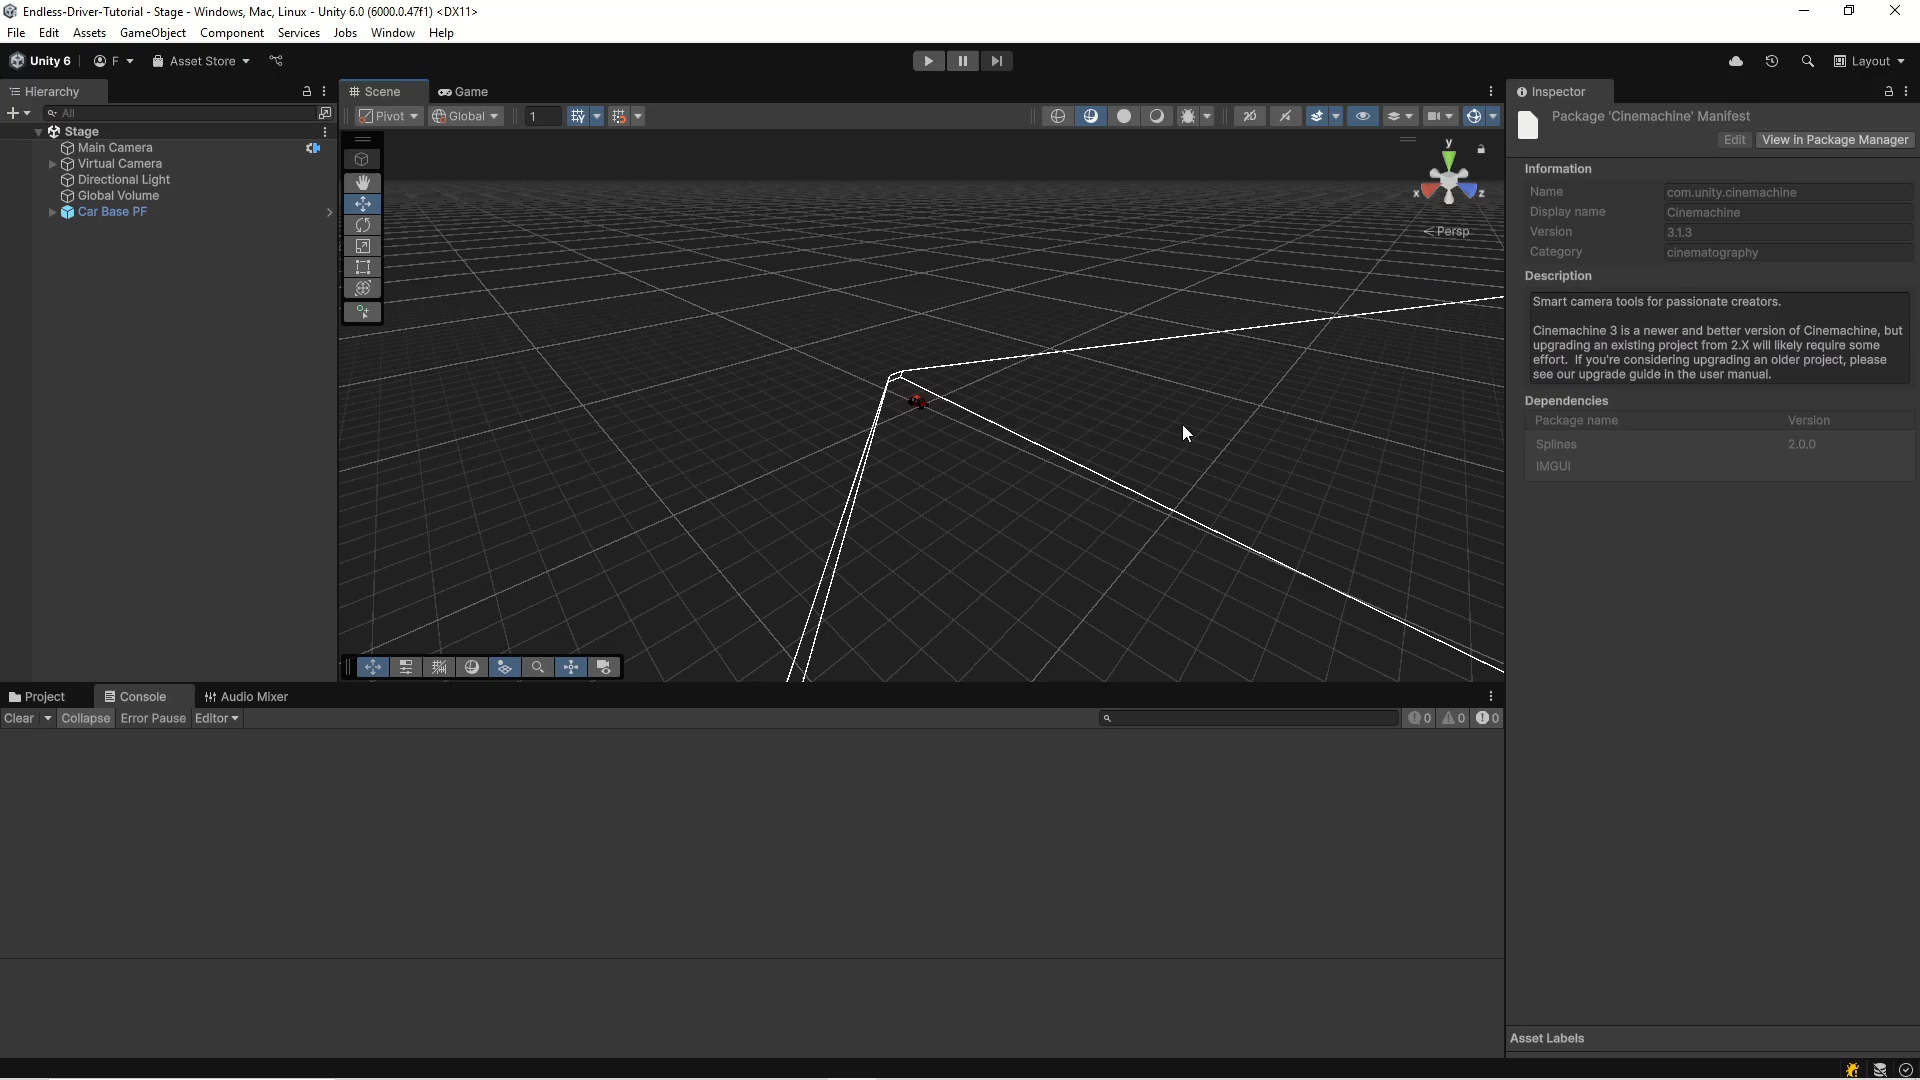 Endless-Driver-Tutorial - Stage - Windows, Mac, Linux - Unity 6.0 (6000.0.47f1) <DX11>
File Edit Assets GameObject Component Services Jobs Window Help
Unity 6 F Asset Store Layout
Hierarchy
All
Stage
Main Camera
Virtual Camera
Directional Light
Global Volume
Car Base PF
Scene Game
Pivot Global 1
y
x z
Persp
Project Console Audio Mixer
Clear Collapse Error Pause Editor 0 0 0
Inspector
Package 'Cinemachine' Manifest
Edit View in Package Manager
Information
Name com.unity.cinemachine
Display name Cinemachine
Version 3.1.3
Category cinematography
Description
Smart camera tools for passionate creators.
Cinemachine 3 is a newer and better version of Cinemachine, but
upgrading an existing project from 2.X will likely require some
effort. If you're considering upgrading an older project, please
see our upgrade guide in the user manual.
Dependencies
Package name Version
Splines 2.0.0
IMGUI
Asset Labels